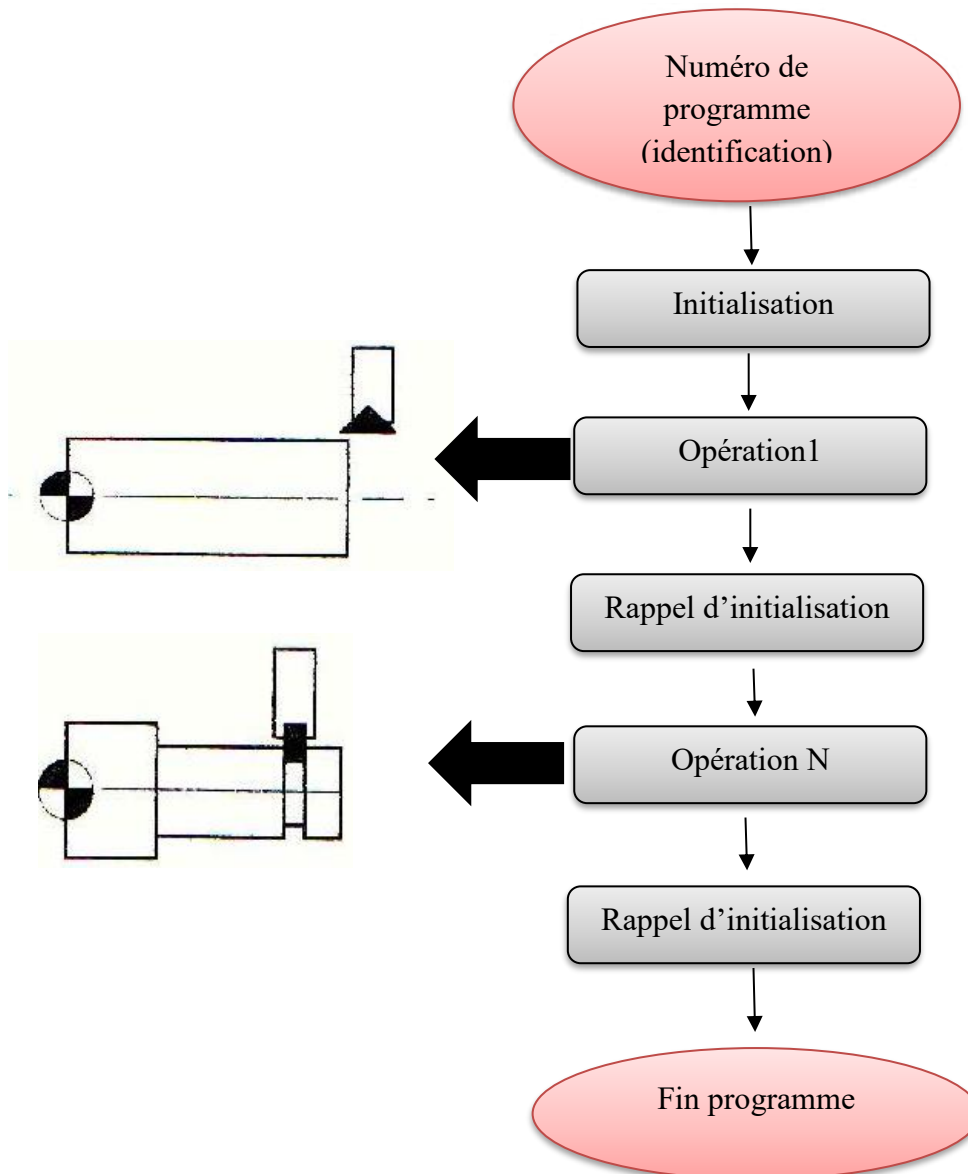 Numéro de
programme
(identification)
Initialisation
Opération1
Rappel d’initialisation
Opération N
Rappel d’initialisation
Fin programme